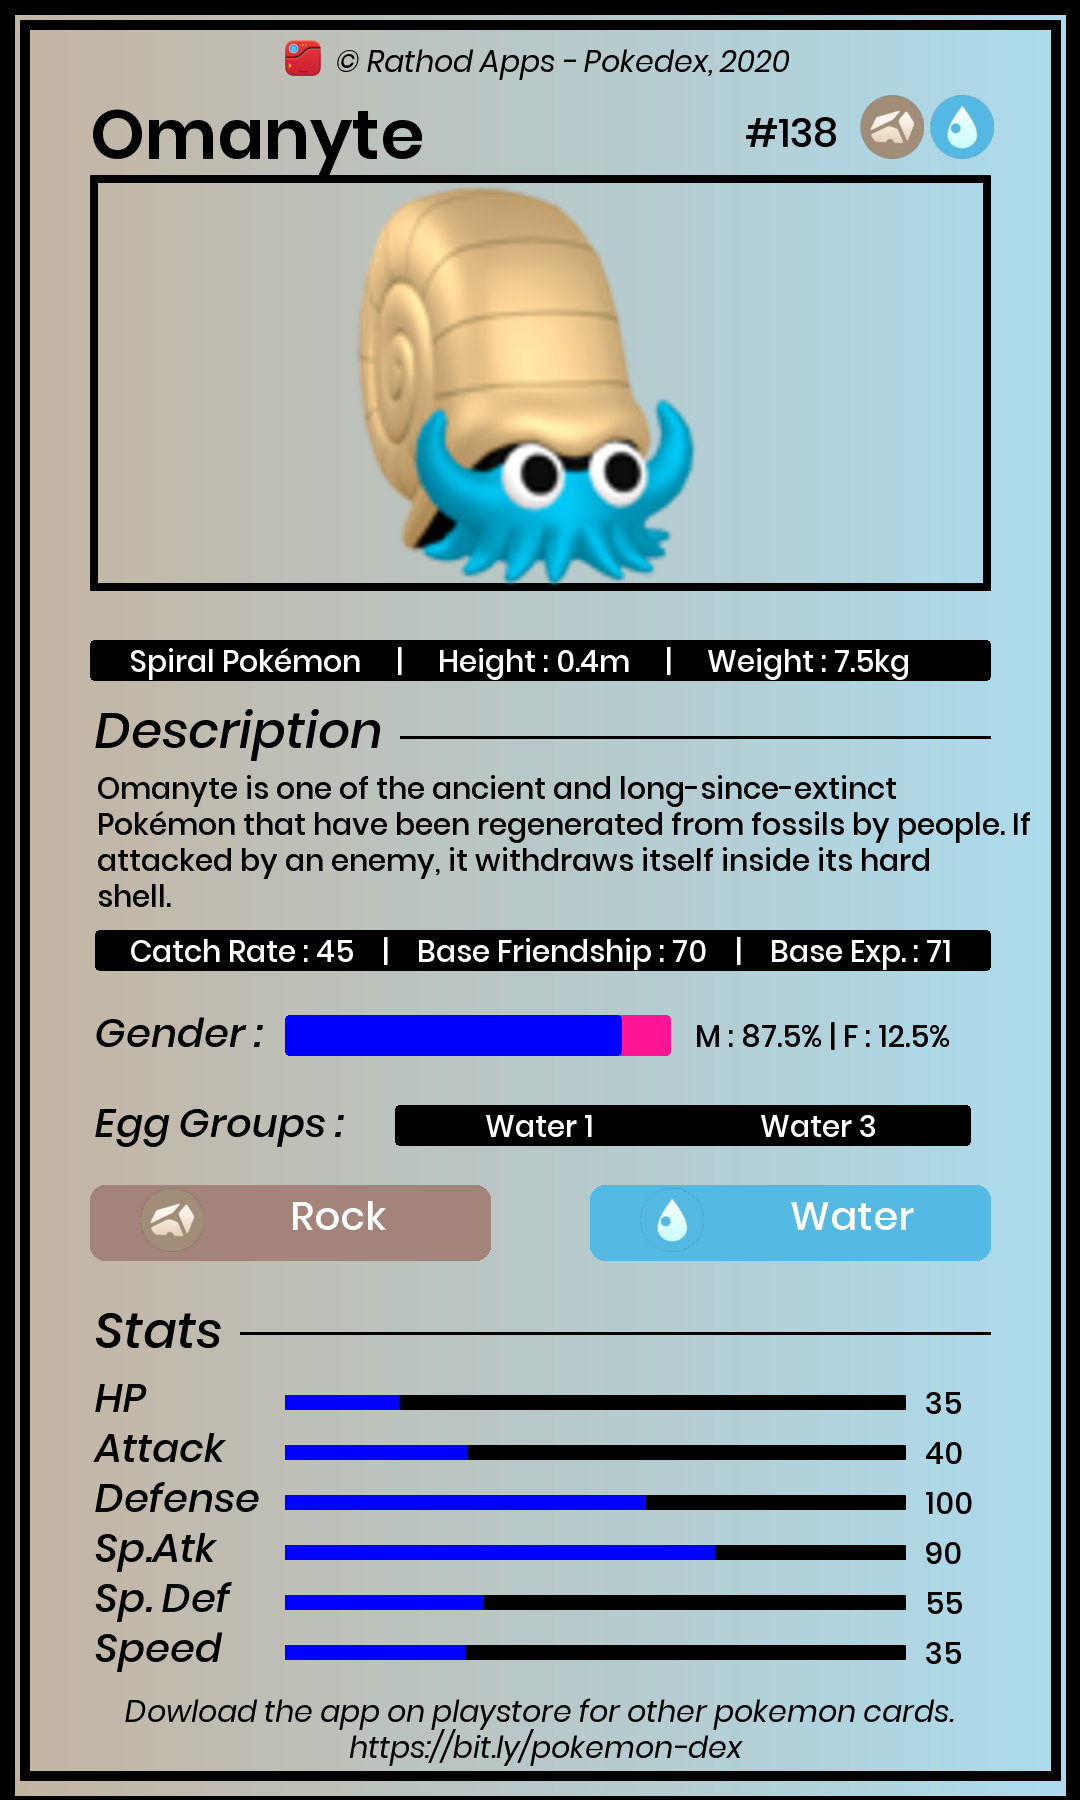 © Rathod Apps - Pokedex, 2020
Omanyte #138
Spiral Pokémon | Height : 0.4m | Weight : 7.5kg
Description
Omanyte is one of the ancient and long-since-extinct
Pokémon that have been regenerated from fossils by people. If
attacked by an enemy, it withdraws itself inside its hard
shell.
Catch Rate : 45 | Base Friendship : 70 | Base Exp. : 71
Gender : M : 87.5% | F : 12.5%
Egg Groups : Water 1 Water 3
Rock Water
Stats
HP 35
Attack 40
Defense 100
Sp.Atk 90
Sp. Def 55
Speed 35
Dowload the app on playstore for other pokemon cards.
https://bit.ly/pokemon-dex